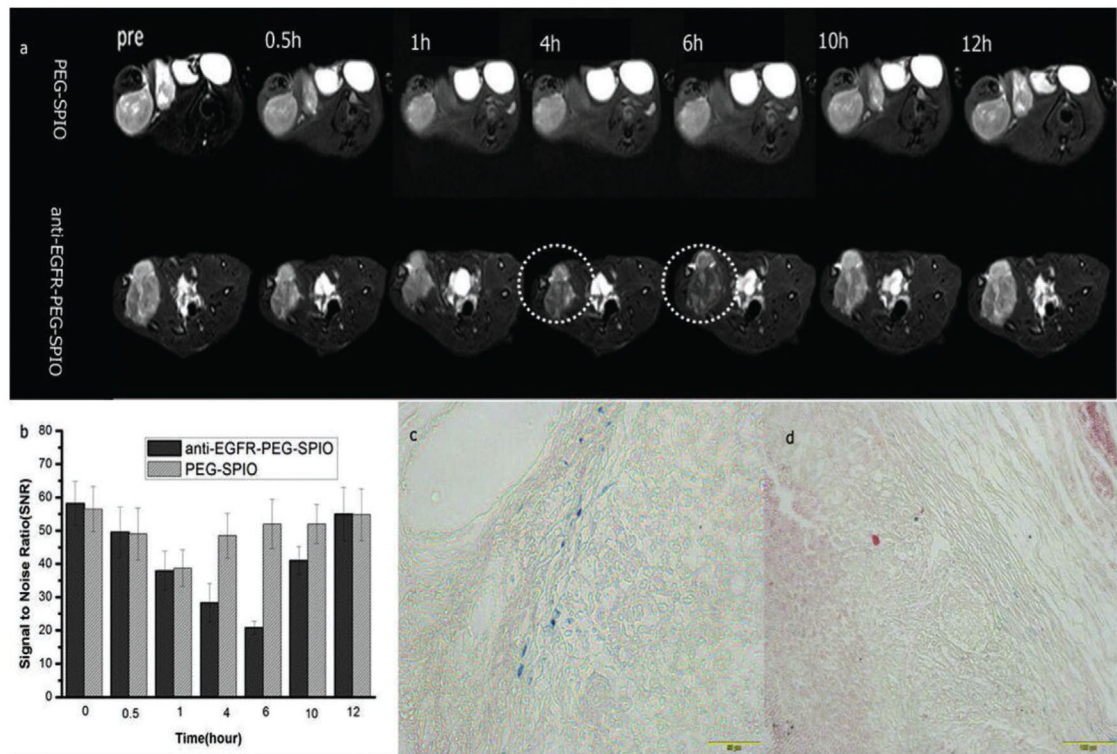 a
pre
0.5h
1h
4h
6h
10h
12h
PEG-SPIO
anti-EGFR-PEG-SPIO
b
80
70
60
50
40
30
20
10
0
Signal to Noise Ratio(SNR)
anti-EGFR-PEG-SPIO
PEG-SPIO
0 0.5 1 4 6 10 12
Time(hour)
c
d